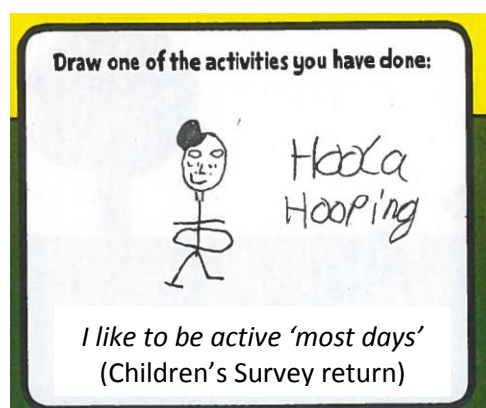 Draw one of the activities you have done:
Hoola
Hooping
I like to be active ‘most days’
(Children’s Survey return)